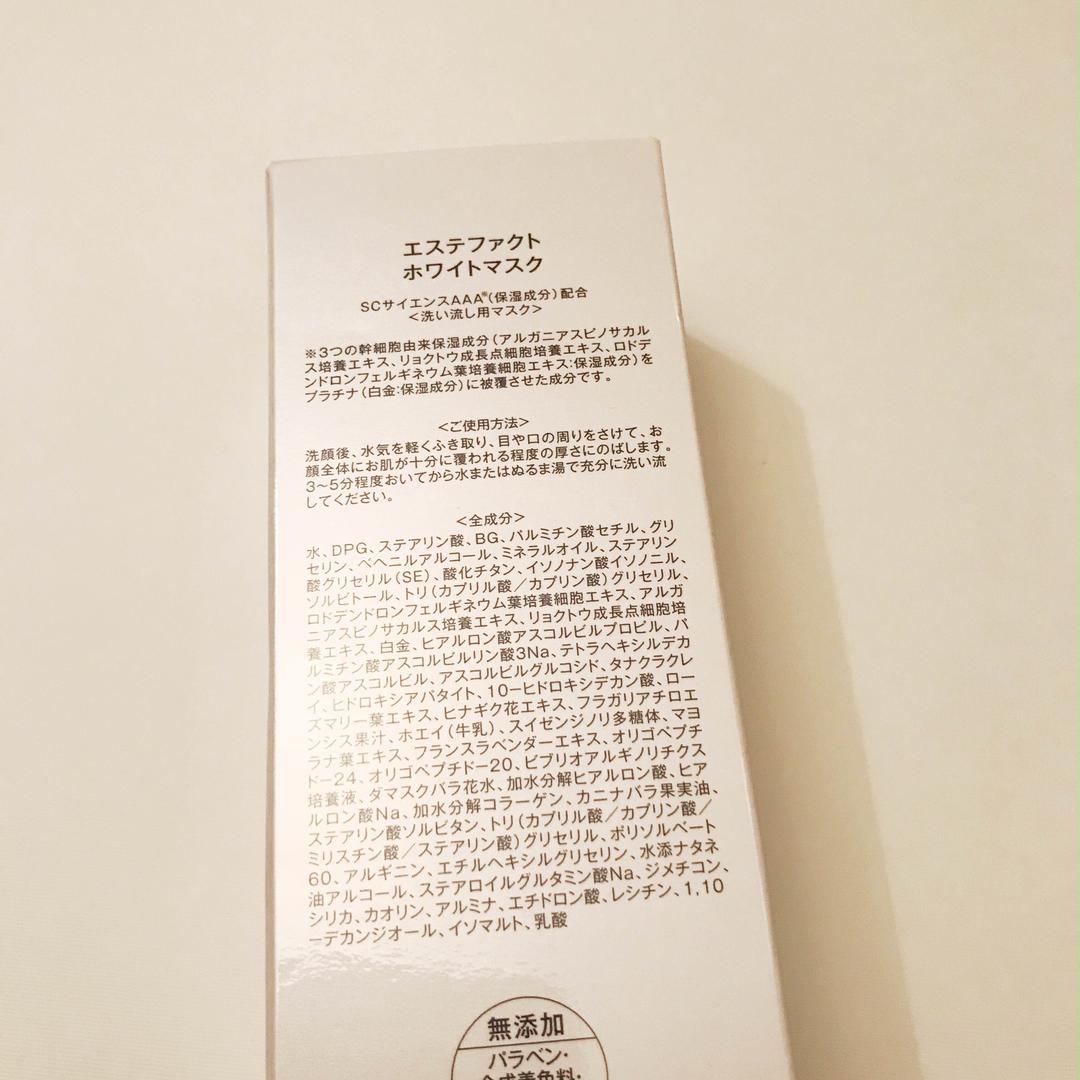 エステファクト
ホワイトマスク
SCサイエンスAAA※(保湿成分)配合
<洗い流し用マスク>
※3つの幹細胞由来保湿成分(アルガニアスピノサカル
ス培養エキス、リョクトウ成長点細胞培養エキス、ロドデ
ンドロンフェルギネウム葉培養細胞エキス:保湿成分)を
プラチナ(白金:保湿成分)に被覆させた成分です。
<ご使用方法>
洗顔後、水気を軽くふき取り、目や口の周りをさけて、お
顔全体にお肌が十分に覆われる程度の厚さにのばします。
3〜5分程度おいてから水またはぬるま湯で充分に洗い流
してください。
<全成分>
水、DPG、ステアリン酸、BG、パルミチン酸セチル、グリ
セリン、ベヘニルアルコール、ミネラルオイル、ステアリン
酸グリセリル(SE)、酸化チタン、イソノナン酸イソノニル、
ソルビトール、トリ(カプリル酸/カプリン酸)グリセリル、
ロドデンドロンフェルギネウム葉培養細胞エキス、アルガ
ニアスピノサカルス培養エキス、リョクトウ成長点細胞培
養エキス、白金、ヒアルロン酸アスコルビルプロピル、パ
ルミチン酸アスコルビルリン酸3Na、テトラヘキシルデカ
ン酸アスコルビル、アスコルビルグルコシド、タナクラクレ
イ、ヒドロキシアパタイト、10-ヒドロキシデカン酸、ロー
ズマリー葉エキス、ヒナギク花エキス、フラガリアチロエ
ンシス果汁、ホエイ(牛乳)、スイゼンジノリ多糖体、マヨ
ラナ葉エキス、フランスラベンダーエキス、オリゴペプチ
ド-24、オリゴペプチド-20、ビブリオアルギノリチクス
培養液、ダマスクバラ花水、加水分解ヒアルロン酸、ヒア
ルロン酸Na、加水分解コラーゲン、カニナバラ果実油、
ステアリン酸ソルビタン、トリ(カプリル酸/カプリン酸/
ミリスチン酸/ステアリン酸)グリセリル、ポリソルベート
60、アルギニン、エチルヘキシルグリセリン、水添ナタネ
油アルコール、ステアロイルグルタミン酸Na、ジメチコン、
シリカ、カオリン、アルミナ、エチドロン酸、レシチン、1,10
-デカンジオール、イソマルト、乳酸
無添加
パラベン・